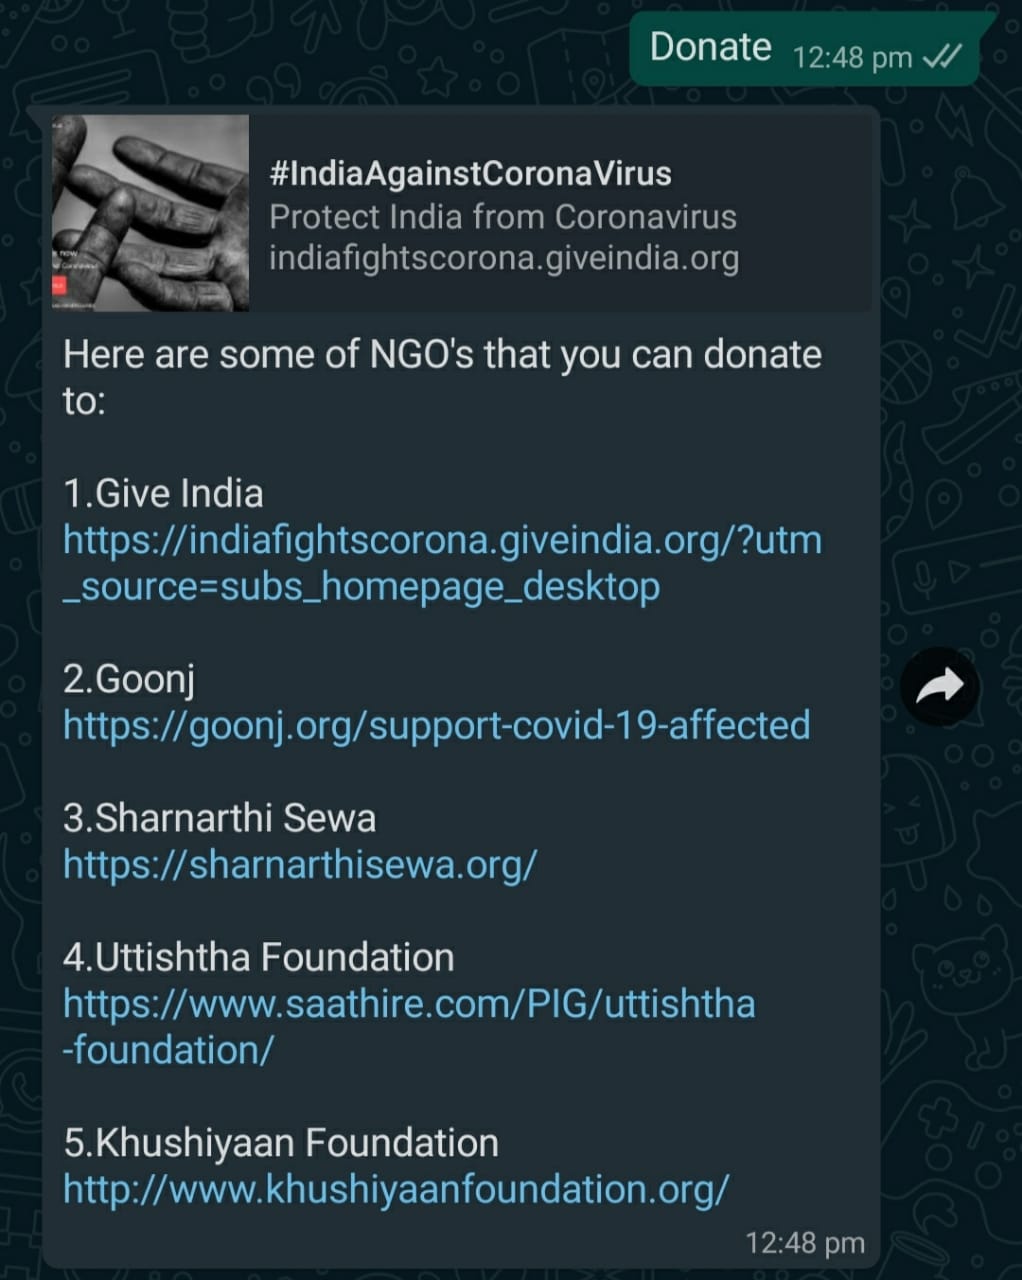 Donate 12:48 pm
#IndiaAgainstCoronaVirus
Protect India from Coronavirus
indiafightscorona.giveindia.org
Here are some of NGO's that you can donate
to:
1.Give India
https://indiafightscorona.giveindia.org/?utm
_source=subs_homepage_desktop
2.Goonj
https://goonj.org/support-covid-19-affected
3.Sharnarthi Sewa
https://sharnarthisewa.org/
4.Uttishtha Foundation
https://www.saathire.com/PIG/uttishtha
-foundation/
5.Khushiyaan Foundation
http://www.khushiyaanfoundation.org/
12:48 pm